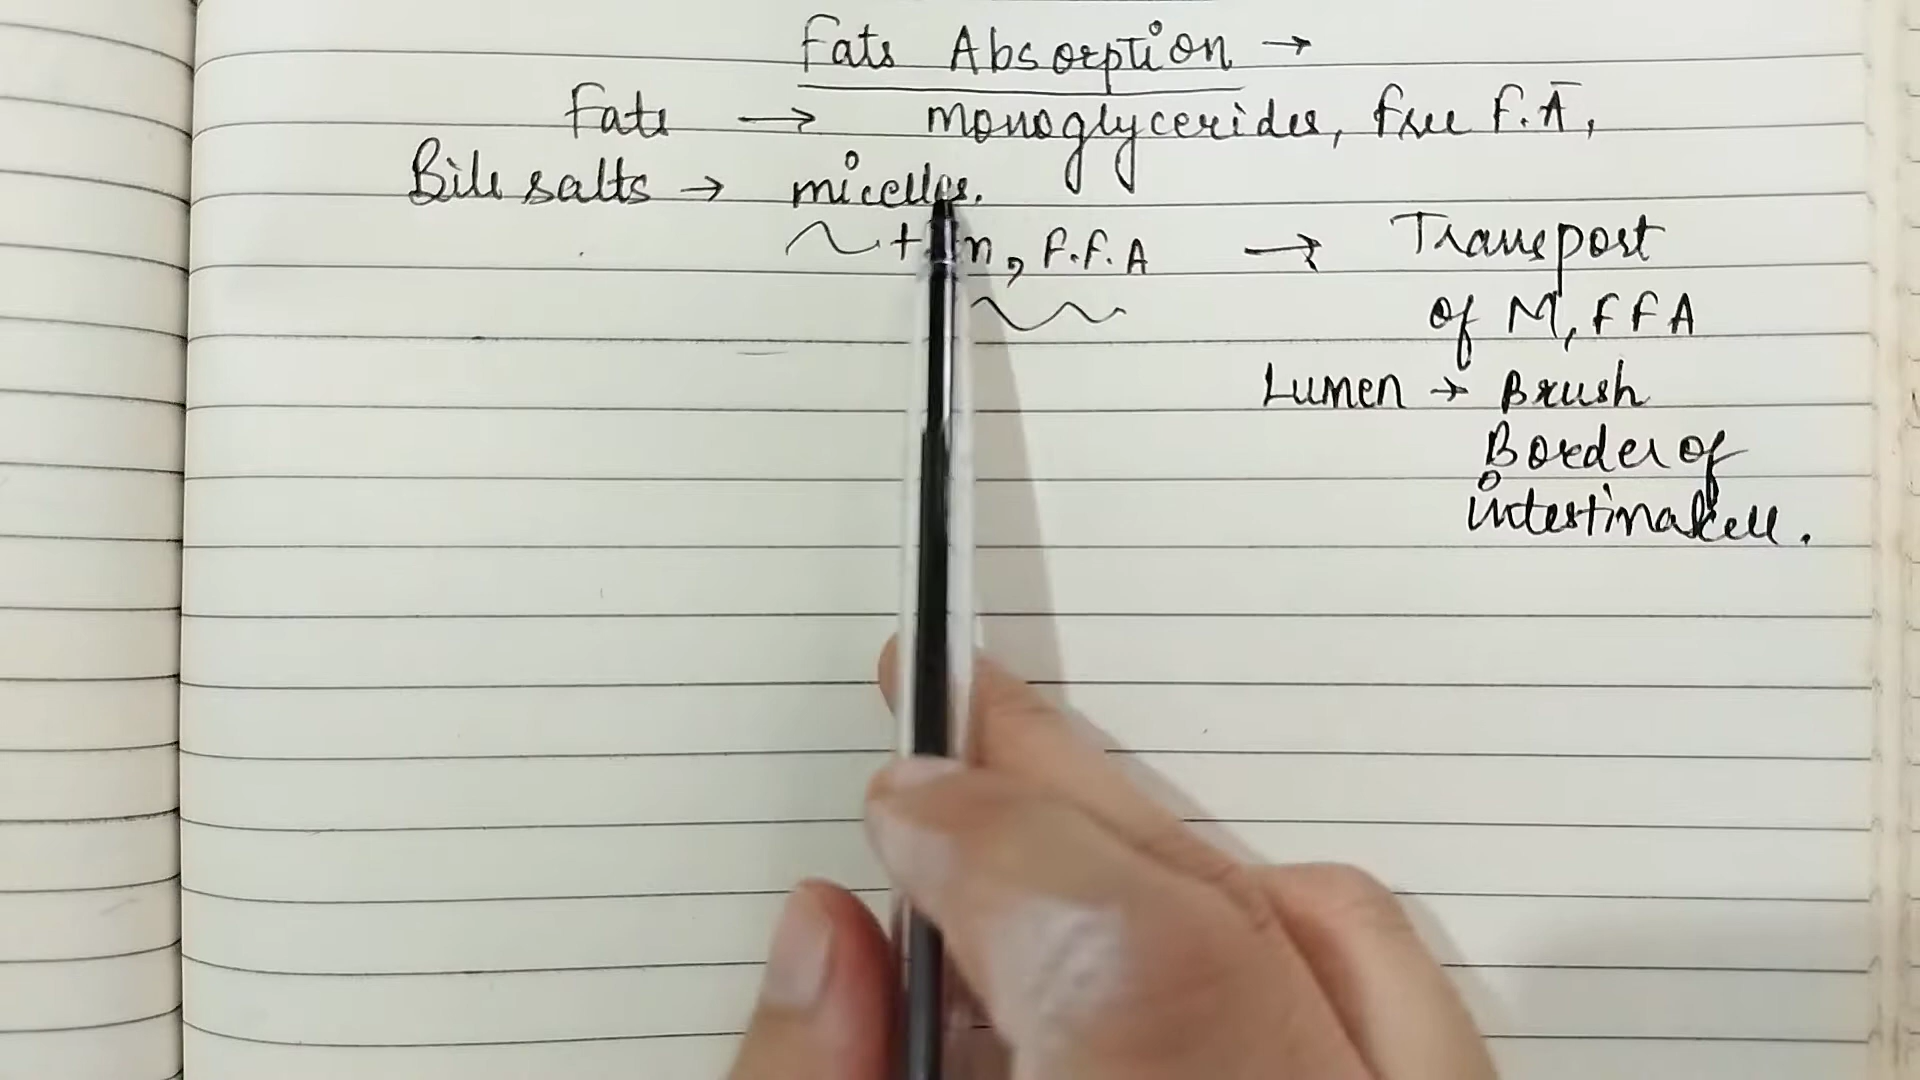 Fats Absorption →
Fats → monoglycerides, free F.A,
Bile salts → micelles.
+ m, F.F.A → Transport
of M, FFA
Lumen → Brush
Border of
intestinal cell.